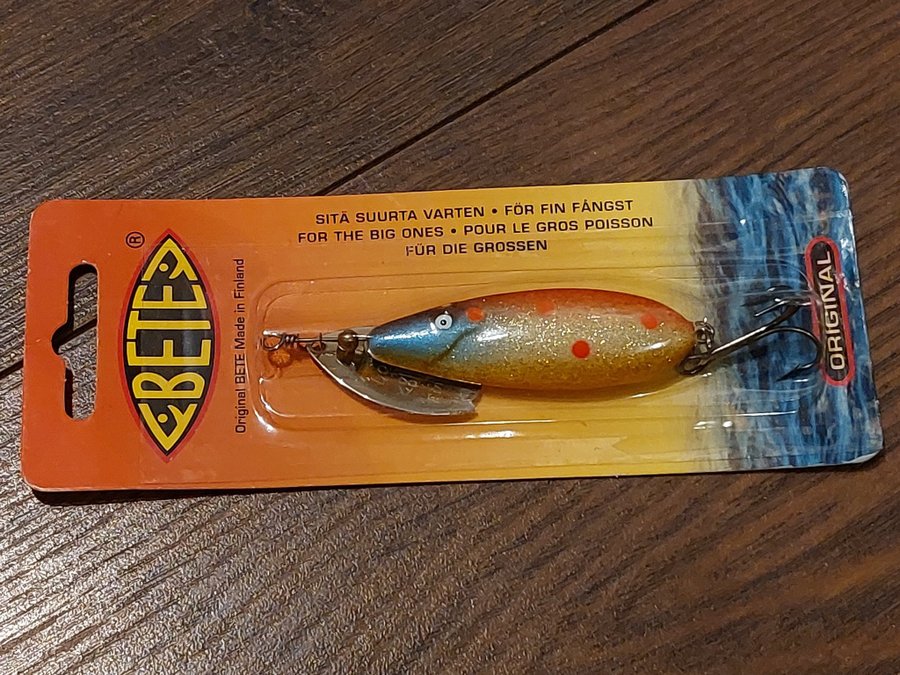 SITÄ SUURTA VARTEN • FÖR FIN FÅNGST
FOR THE BIG ONES • POUR LE GROS POISSON
FÜR DIE GROSSEN
®
BETE
Original BETE Made in Finland
ORIGINAL